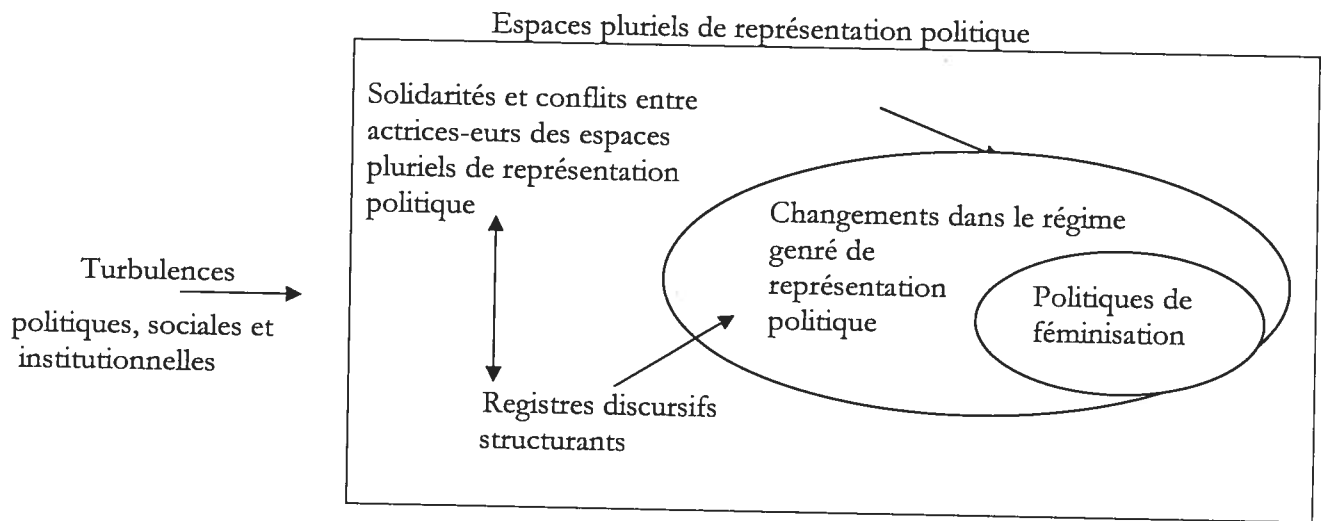 Espaces pluriels de représentation politique
Solidarités et conflits entre
actrices-eurs des espaces
pluriels de représentation
politique
Turbulences
politiques, sociales et
institutionnelles
Changements dans le régime
genré de
représentation
politique
Politiques de
féminisation
Registres discursifs
structurants